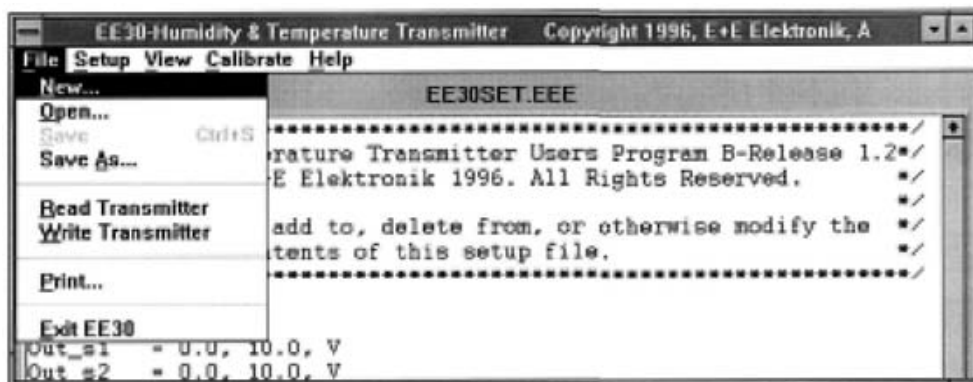 EE30-Humidity & Temperature Transmitter Copyright 1996, E+E Elektronik, A
File Setup View Calibrate Help
New...
EE30SET.EEE
Open...
Save Ctrl+S
*********************************************/
Save As...
rature Transmitter Users Program B-Release 1.2*/
E Elektronik 1996. All Rights Reserved. */
*/
Read Transmitter
add to, delete from, or otherwise modify the */
Write Transmitter
tents of this setup file. */
*********************************************/
Print...
Exit EE30
Out_s1 = 0.0, 10.0, V
Out_s2 = 0.0, 10.0, V